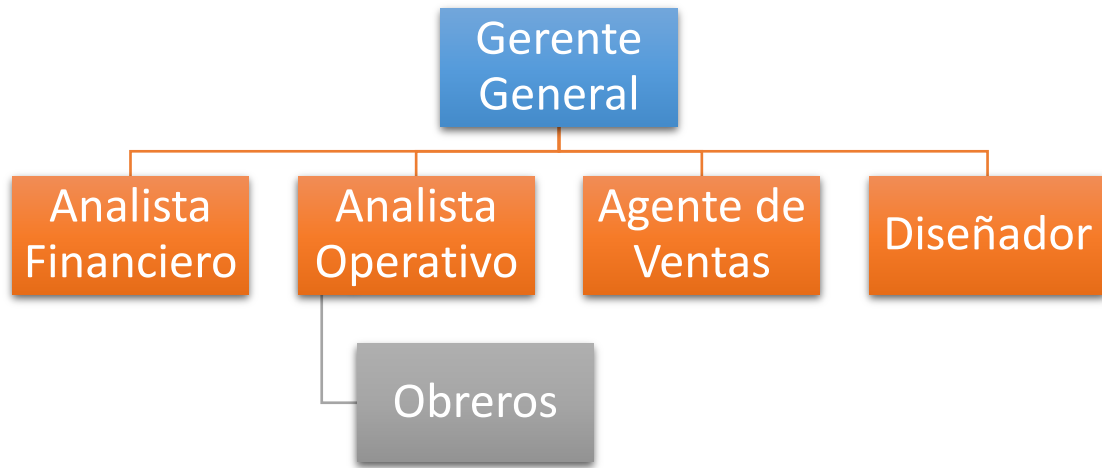 Gerente
General
Analista
Financiero
Analista
Operativo
Agente de
Ventas
Diseñador
Obreros